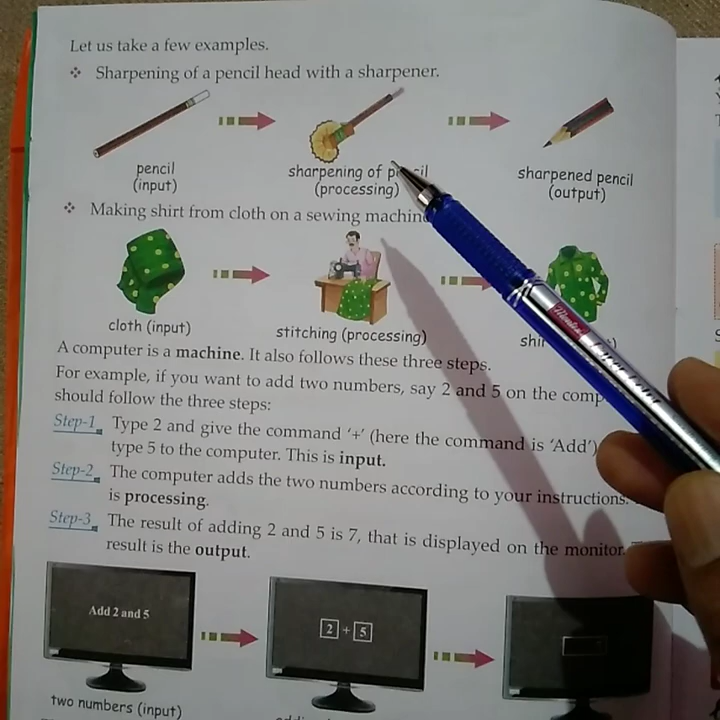 Let us take a few examples.
❖ Sharpening of a pencil head with a sharpener.
pencil
(input)
sharpening of
(processing)
sharpened pencil
(output)
❖ Making shirt from cloth on a sewing
cloth (input)
stitching (processing)
A computer is a machine. It also follows these three steps.
For example, if you want to add two numbers, say 2 and 5 on the
should follow the three steps:
Step-1 Type 2 and give the command '+' (here the command is 'Add')
type 5 to the computer. This is input.
Step-2 The computer adds the two numbers according to your instructions.
is processing.
Step-3 The result of adding 2 and 5 is 7, that is displayed on the monitor.
result is the output.
Add 2 and 5
2 + 5
two numbers (input)